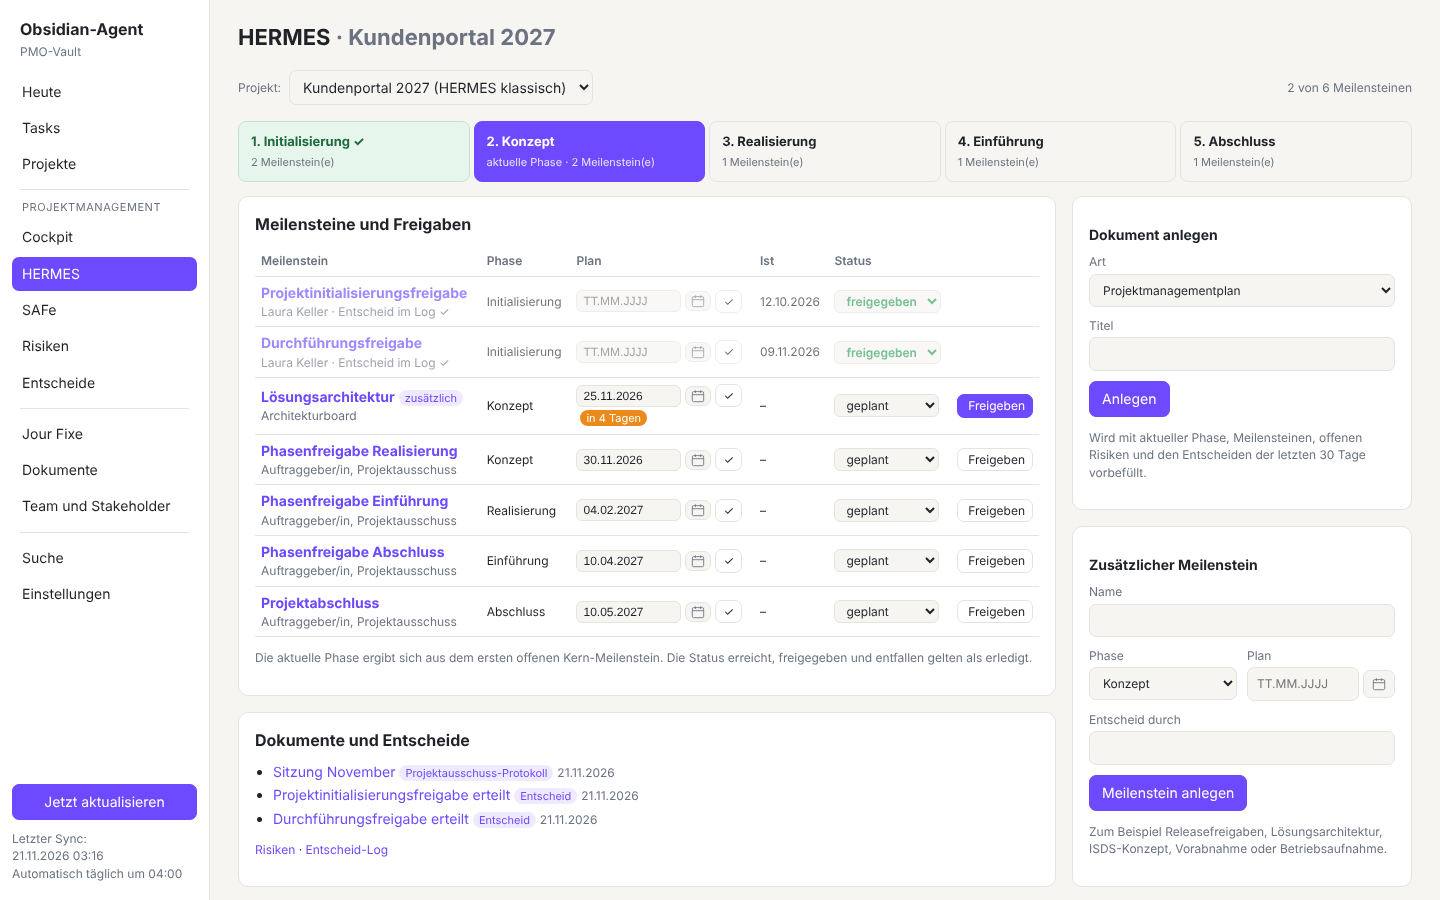 Obsidian-Agent
PMO-Vault
Heute
Tasks
Projekte
PROJEKTMANAGEMENT
Cockpit
HERMES
SAFe
Risiken
Entscheide
Jour Fixe
Dokumente
Team und Stakeholder
Suche
Einstellungen
Jetzt aktualisieren
Letzter Sync:
21.11.2026 03:16
Automatisch täglich um 04:00
HERMES · Kundenportal 2027
Projekt: Kundenportal 2027 (HERMES klassisch)
2 von 6 Meilensteinen
1. Initialisierung ✓
2 Meilenstein(e)
2. Konzept
aktuelle Phase · 2 Meilenstein(e)
3. Realisierung
1 Meilenstein(e)
4. Einführung
1 Meilenstein(e)
5. Abschluss
1 Meilenstein(e)
Meilensteine und Freigaben
Meilenstein Phase Plan Ist Status
Projektinitialisierungsfreigabe Initialisierung TT.MM.JJJJ ✓ 12.10.2026 freigegeben
Laura Keller · Entscheid im Log ✓
Durchführungsfreigabe Initialisierung TT.MM.JJJJ ✓ 09.11.2026 freigegeben
Laura Keller · Entscheid im Log ✓
Lösungsarchitektur zusätzlich Konzept 25.11.2026 ✓ – geplant Freigeben
Architekturboard in 4 Tagen
Phasenfreigabe Realisierung Konzept 30.11.2026 ✓ – geplant Freigeben
Auftraggeber/in, Projektausschuss
Phasenfreigabe Einführung Realisierung 04.02.2027 ✓ – geplant Freigeben
Auftraggeber/in, Projektausschuss
Phasenfreigabe Abschluss Einführung 10.04.2027 ✓ – geplant Freigeben
Auftraggeber/in, Projektausschuss
Projektabschluss Abschluss 10.05.2027 ✓ – geplant Freigeben
Auftraggeber/in, Projektausschuss
Die aktuelle Phase ergibt sich aus dem ersten offenen Kern-Meilenstein. Die Status erreicht, freigegeben und entfallen gelten als erledigt.
Dokumente und Entscheide
Sitzung November Projektausschuss-Protokoll 21.11.2026
Projektinitialisierungsfreigabe erteilt Entscheid 21.11.2026
Durchführungsfreigabe erteilt Entscheid 21.11.2026
Risiken · Entscheid-Log
Dokument anlegen
Art
Projektmanagementplan
Titel
Anlegen
Wird mit aktueller Phase, Meilensteinen, offenen
Risiken und den Entscheiden der letzten 30 Tage
vorbefüllt.
Zusätzlicher Meilenstein
Name
Phase Plan
Konzept TT.MM.JJJJ
Entscheid durch
Meilenstein anlegen
Zum Beispiel Releasefreigaben, Lösungsarchitektur,
ISDS-Konzept, Vorabnahme oder Betriebsaufnahme.